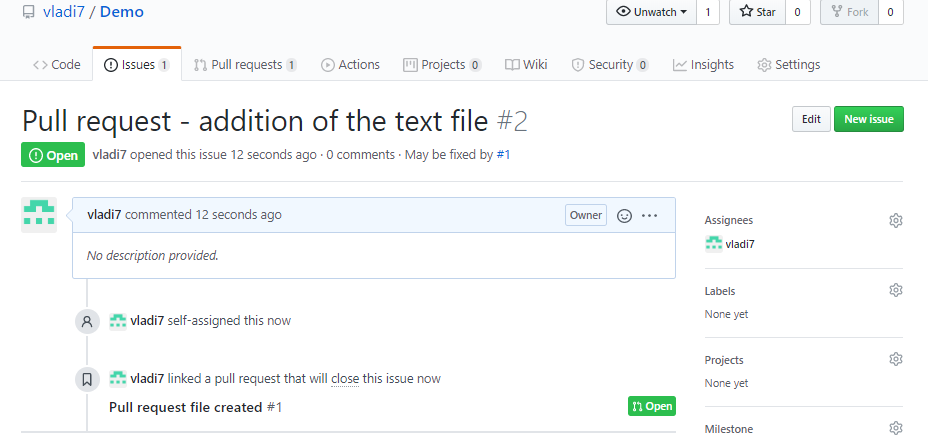 vladi7 / Demo
Unwatch 1 Star 0 Fork 0
Code Issues 1 Pull requests 1 Actions Projects 0 Wiki Security 0 Insights Settings
Pull request - addition of the text file #2
Edit New issue
Open vladi7 opened this issue 12 seconds ago · 0 comments · May be fixed by #1
vladi7 commented 12 seconds ago Owner
No description provided.
vladi7 self-assigned this now
vladi7 linked a pull request that will close this issue now
Pull request file created #1 Open
Assignees
vladi7
Labels
None yet
Projects
None yet
Milestone